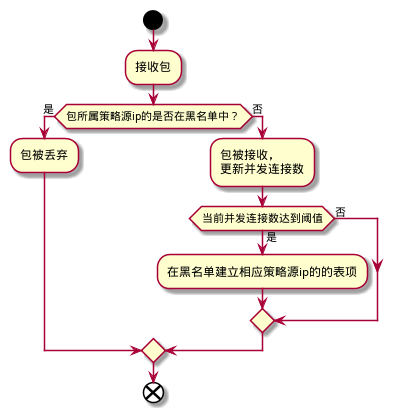 接收包
包所属策略源ip的是否在黑名单中？
是
否
包被丢弃
包被接收,
更新并发连接数
当前并发连接数达到阈值
否
是
在黑名单建立相应策略源ip的的表项